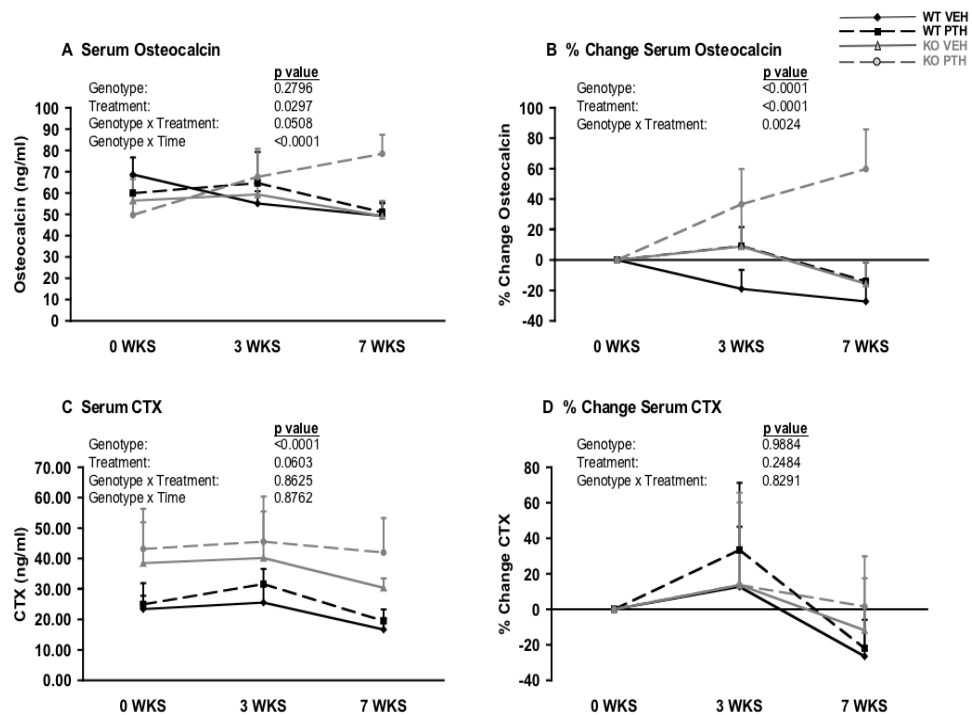 WT VEH
WT PTH
KO VEH
KO PTH
A Serum Osteocalcin
p value
Genotype: 0.2796
Treatment: 0.0297
Genotype x Treatment: 0.0508
Genotype x Time <0.0001
Osteocalcin (ng/ml)
100
90
80
70
60
50
40
30
20
10
0
0 WKS 3 WKS 7 WKS
B % Change Serum Osteocalcin
p value
Genotype: <0.0001
Treatment: <0.0001
Genotype x Treatment: 0.0024
% Change Osteocalcin
100
80
60
40
20
0
-20
-40
0 WKS 3 WKS 7 WKS
C Serum CTX
p value
Genotype: <0.0001
Treatment: 0.0603
Genotype x Treatment: 0.8625
Genotype x Time 0.8762
CTX (ng/ml)
70.00
60.00
50.00
40.00
30.00
20.00
10.00
0.00
0 WKS 3 WKS 7 WKS
D % Change Serum CTX
p value
Genotype: 0.9884
Treatment: 0.2484
Genotype x Treatment: 0.8291
% Change CTX
80
60
40
20
0
-20
-40
0 WKS 3 WKS 7 WKS